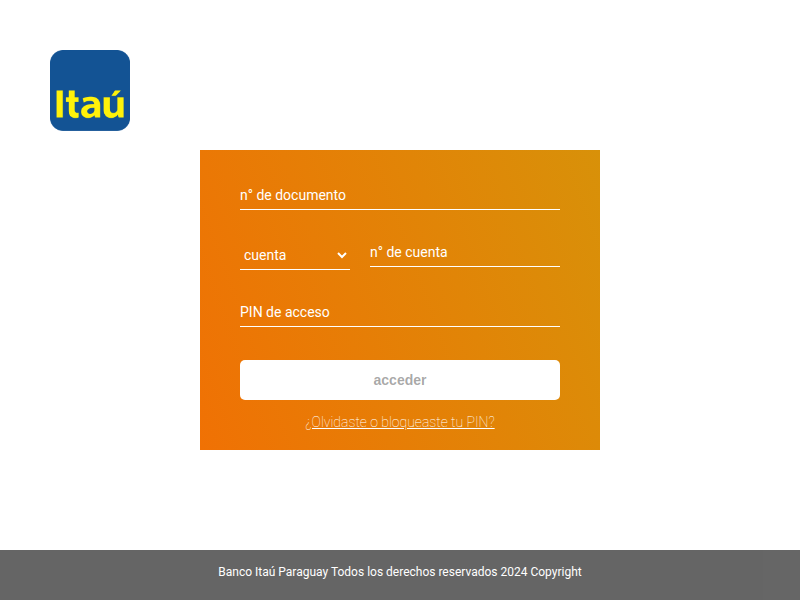 Itaú
n° de documento
cuenta
n° de cuenta
PIN de acceso
acceder
¿Olvidaste o bloqueaste tu PIN?
Banco Itaú Paraguay Todos los derechos reservados 2024 Copyright